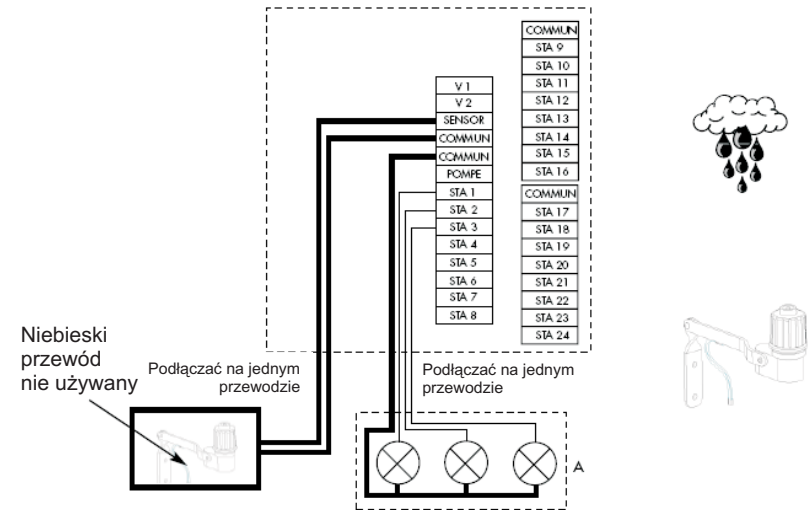 V 1
V 2
SENSOR
COMMUN
COMMUN
POMPE
STA 1
STA 2
STA 3
STA 4
STA 5
STA 6
STA 7
STA 8
COMMUN
STA 9
STA 10
STA 11
STA 12
STA 13
STA 14
STA 15
STA 16
COMMUN
STA 17
STA 18
STA 19
STA 20
STA 21
STA 22
STA 23
STA 24
Niebieski
przewód
nie używany
Podłączać na jednym
przewodzie
Podłączać na jednym
przewodzie
A